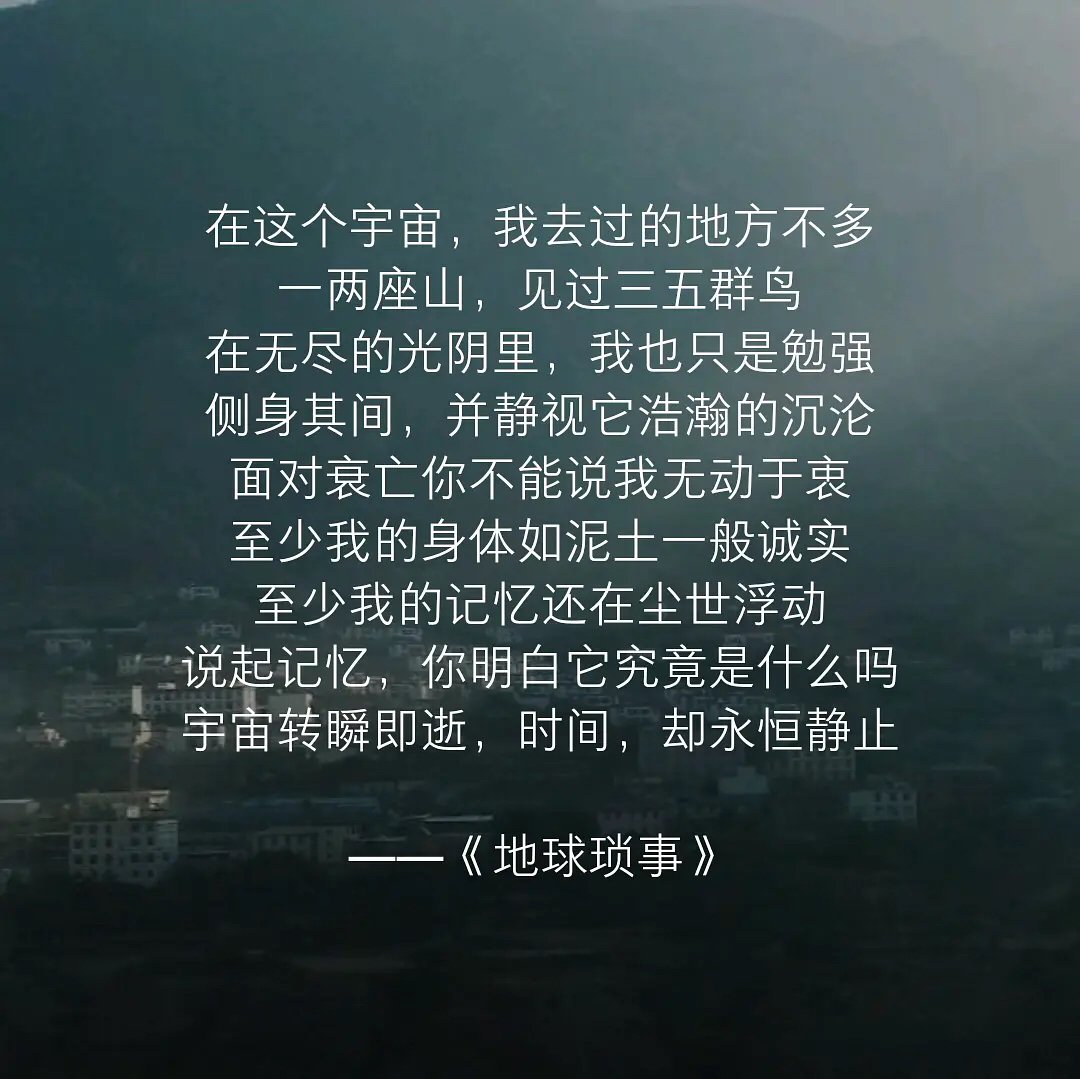 在这个宇宙，我去过的地方不多
一两座山，见过三五群鸟
在无尽的光阴里，我也只是勉强
侧身其间，并静视它浩瀚的沉沦
面对衰亡你不能说我无动于衷
至少我的身体如泥土一般诚实
至少我的记忆还在尘世浮动
说起记忆，你明白它究竟是什么吗
宇宙转瞬即逝，时间，却永恒静止
——《地球琐事》